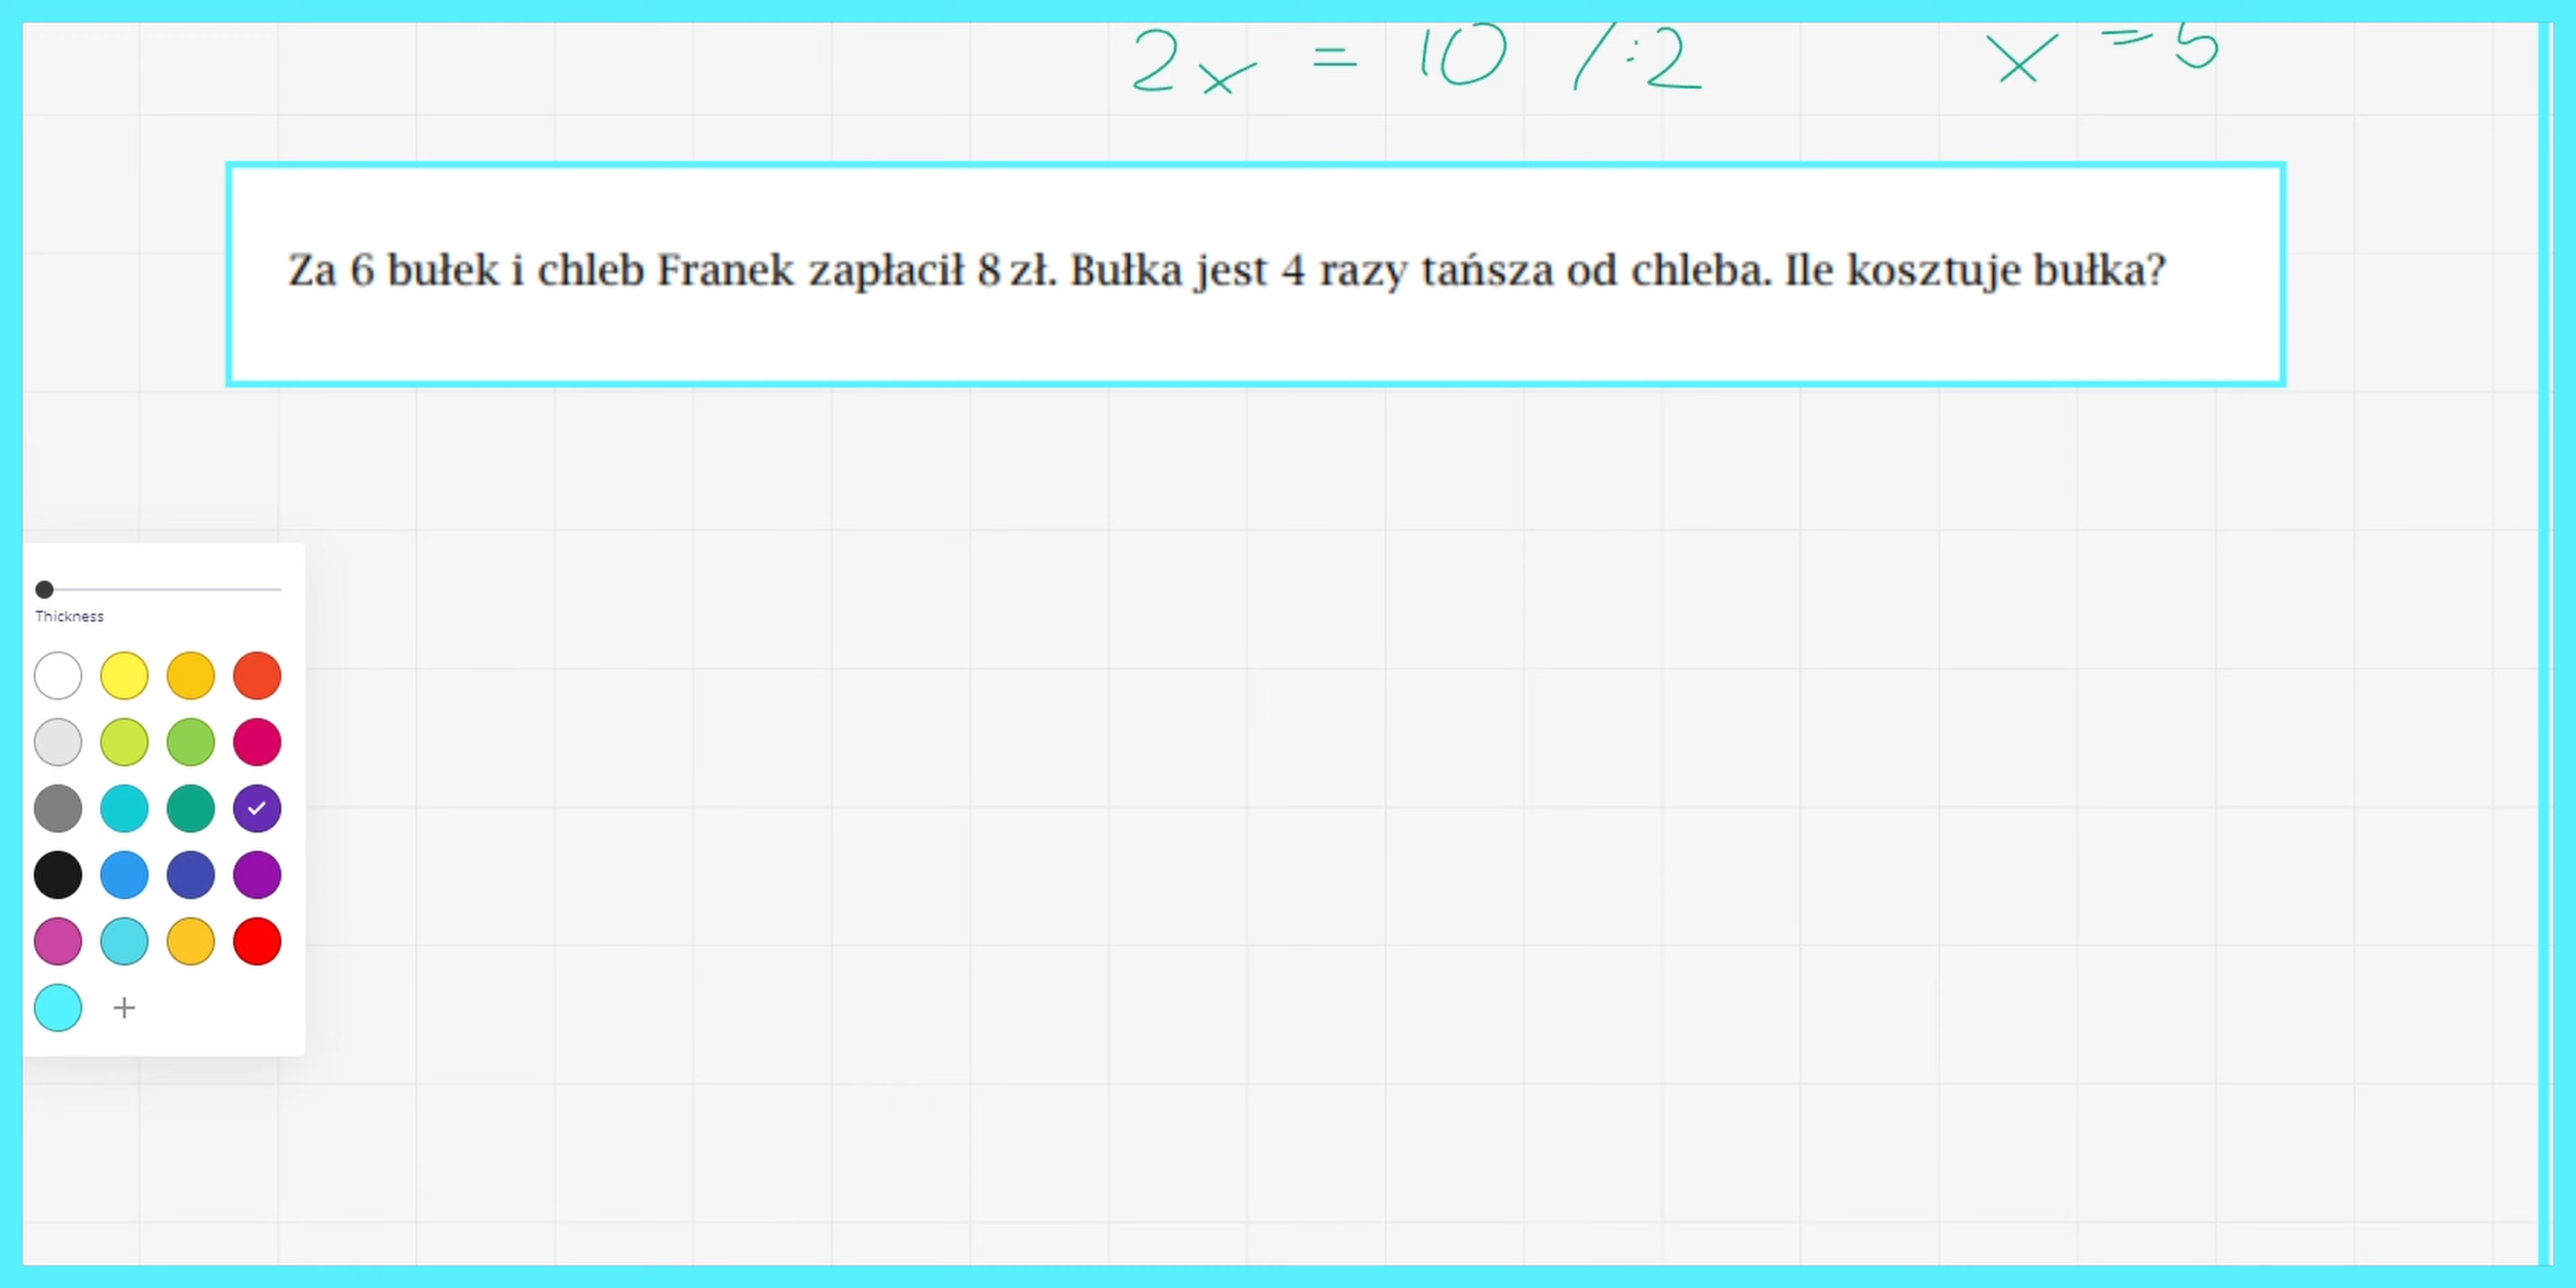 2x = 10 /:2 x = 5
Za 6 bułek i chleb Franek zapłacił 8 zł. Bułka jest 4 razy tańsza od chleba. Ile kosztuje bułka?
Thickness